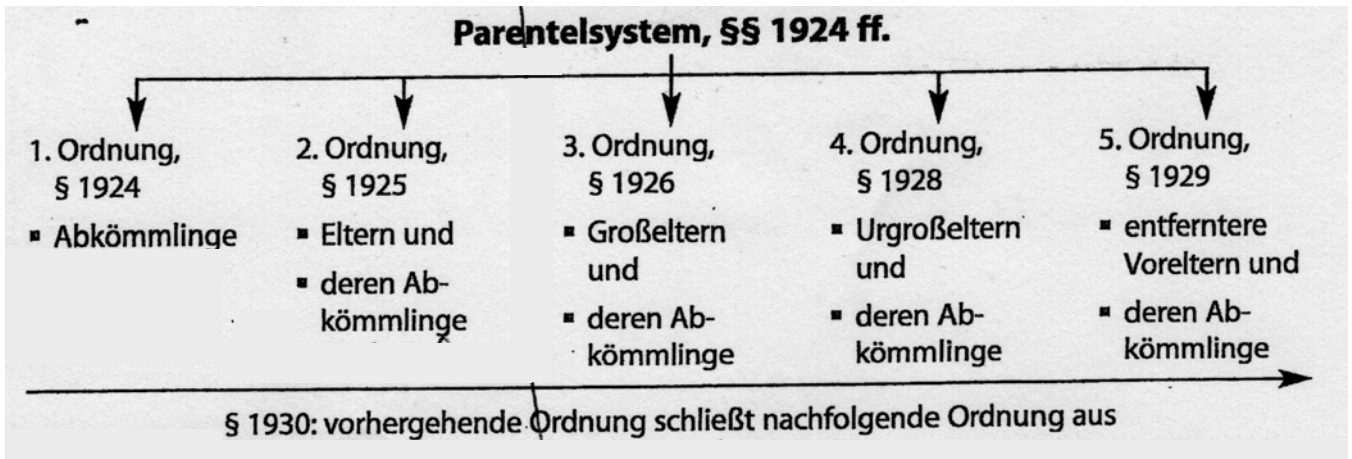 Parentelsystem, §§ 1924 ff.
1. Ordnung,
§ 1924
▪ Abkömmlinge
2. Ordnung,
§ 1925
▪ Eltern und
▪ deren Ab-
kömmlinge
3. Ordnung,
§ 1926
▪ Großeltern
und
▪ deren Ab-
kömmlinge
4. Ordnung,
§ 1928
▪ Urgroßeltern
und
▪ deren Ab-
kömmlinge
5. Ordnung,
§ 1929
▪ entferntere
Voreltern und
▪ deren Ab-
kömmlinge
§ 1930: vorhergehende Ordnung schließt nachfolgende Ordnung aus